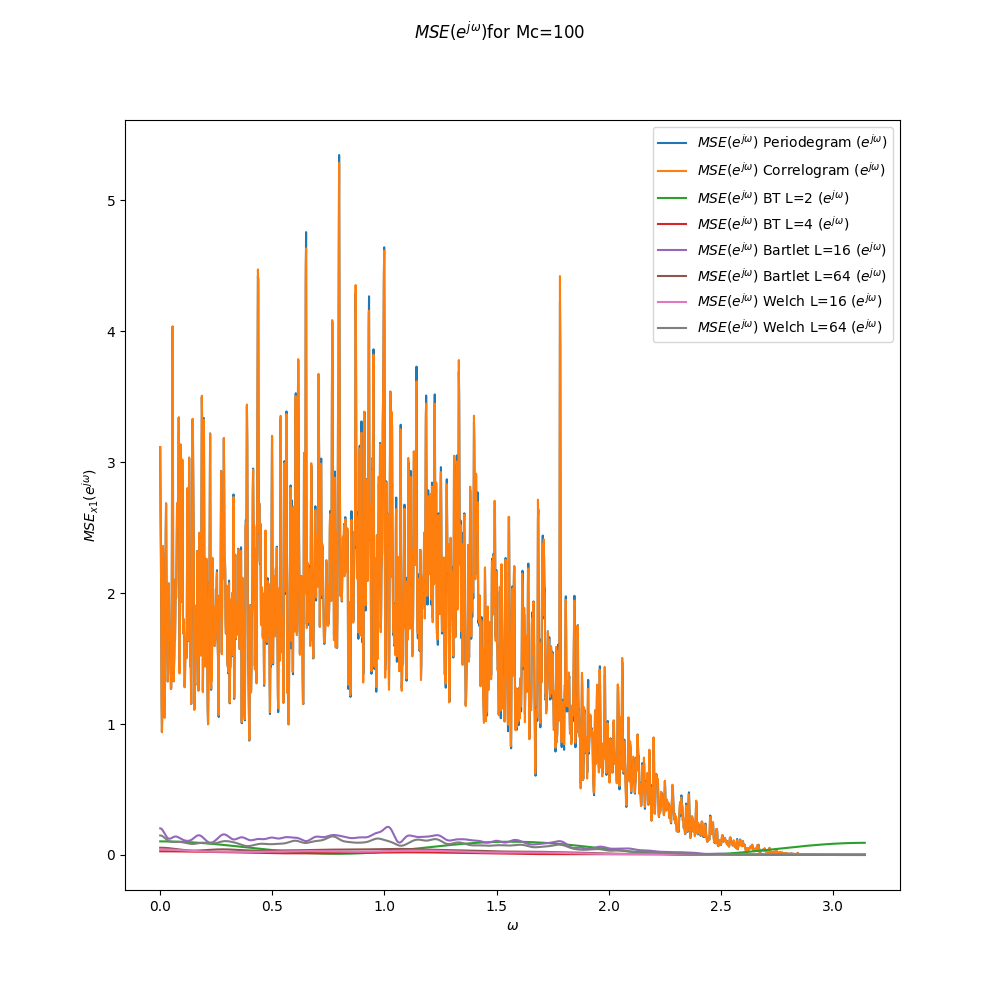 MSE(e^{jω})for Mc=100
MSE_{x1}(e^{jω})
5
4
3
2
1
0
MSE(e^{jω}) Periodegram (e^{jω})
MSE(e^{jω}) Correlogram (e^{jω})
MSE(e^{jω}) BT L=2 (e^{jω})
MSE(e^{jω}) BT L=4 (e^{jω})
MSE(e^{jω}) Bartlet L=16 (e^{jω})
MSE(e^{jω}) Bartlet L=64 (e^{jω})
MSE(e^{jω}) Welch L=16 (e^{jω})
MSE(e^{jω}) Welch L=64 (e^{jω})
0.0 0.5 1.0 1.5 2.0 2.5 3.0
ω